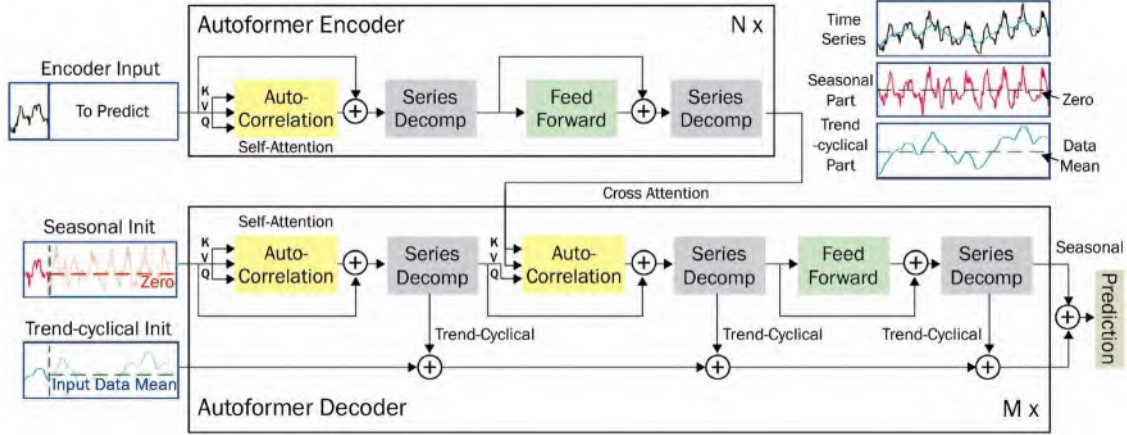 Autoformer Encoder
N x
Encoder Input
To Predict
K
V
Q
Auto-
Correlation
Self-Attention
Series
Decomp
Feed
Forward
Series
Decomp
Time
Series
Seasonal
Part
Zero
Trend
-cyclical
Part
Data
Mean
Cross Attention
Seasonal Init
Zero
Self-Attention
K
V
Q
Auto-
Correlation
Series
Decomp
K
V
Q
Auto-
Correlation
Series
Decomp
Feed
Forward
Series
Decomp
Seasonal
Prediction
Trend-cyclical Init
Input Data Mean
Trend-Cyclical
Trend-Cyclical
Trend-Cyclical
Autoformer Decoder
M x